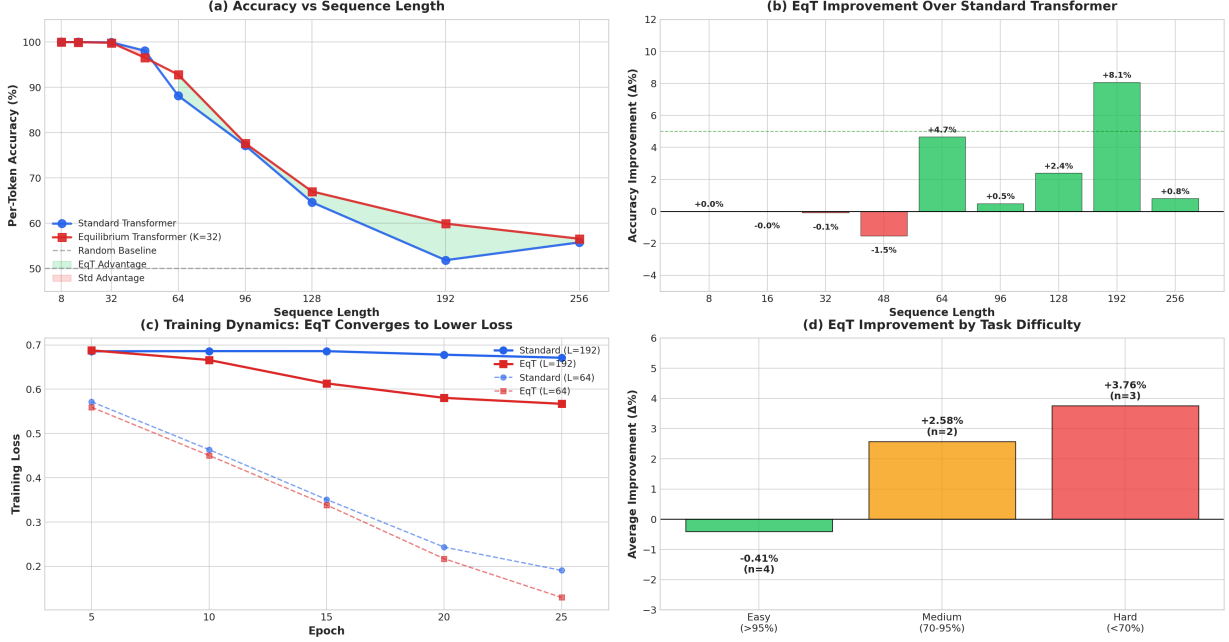 (a) Accuracy vs Sequence Length
Per-Token Accuracy (%)
100
90
80
70
60
50
Standard Transformer
Equilibrium Transformer (K=32)
Random Baseline
EqT Advantage
Std Advantage
8 32 64 96 128 192 256
Sequence Length
(b) EqT Improvement Over Standard Transformer
Accuracy Improvement (Δ%)
12
10
8
6
4
2
0
−2
−4
+0.0%
-0.0%
-0.1%
-1.5%
+4.7%
+0.5%
+2.4%
+8.1%
+0.8%
8 16 32 48 64 96 128 192 256
Sequence Length
(c) Training Dynamics: EqT Converges to Lower Loss
Training Loss
0.7
0.6
0.5
0.4
0.3
0.2
Standard (L=192)
EqT (L=192)
Standard (L=64)
EqT (L=64)
5 10 15 20 25
Epoch
(d) EqT Improvement by Task Difficulty
Average Improvement (Δ%)
6
5
4
3
2
1
0
−1
−2
−3
-0.41%
(n=4)
+2.58%
(n=2)
+3.76%
(n=3)
Easy
(>95%)
Medium
(70-95%)
Hard
(<70%)